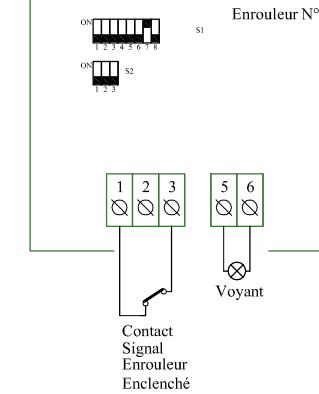 Enrouleur N°
ON
S1
1 2 3 4 5 6 7 8
ON
S2
1 2 3
1 2 3 5 6
Voyant
Contact
Signal
Enrouleur
Enclenché